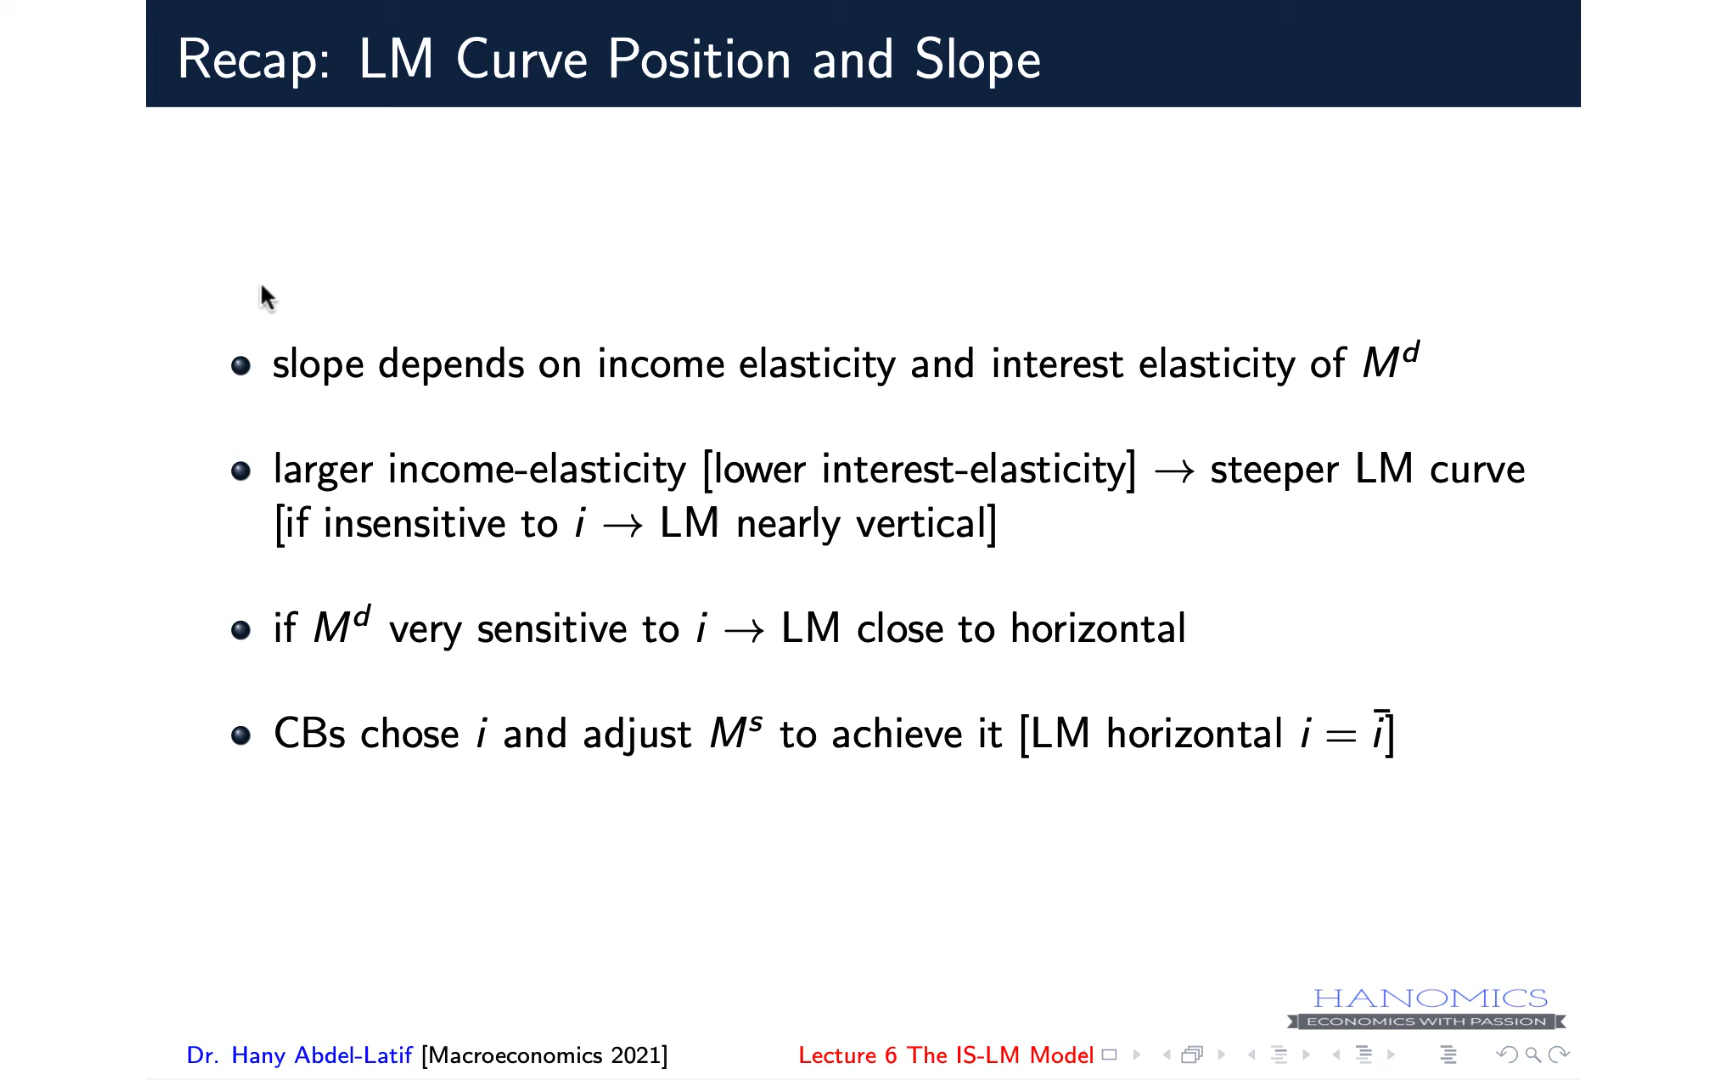 Recap: LM Curve Position and Slope
slope depends on income elasticity and interest elasticity of Mᵈ
larger income-elasticity [lower interest-elasticity] → steeper LM curve
[if insensitive to i → LM nearly vertical]
if Mᵈ very sensitive to i → LM close to horizontal
CBs chose i and adjust Mˢ to achieve it [LM horizontal i = i̅]
HANOMICS
ECONOMICS WITH PASSION
Dr. Hany Abdel-Latif [Macroeconomics 2021] Lecture 6 The IS-LM Model